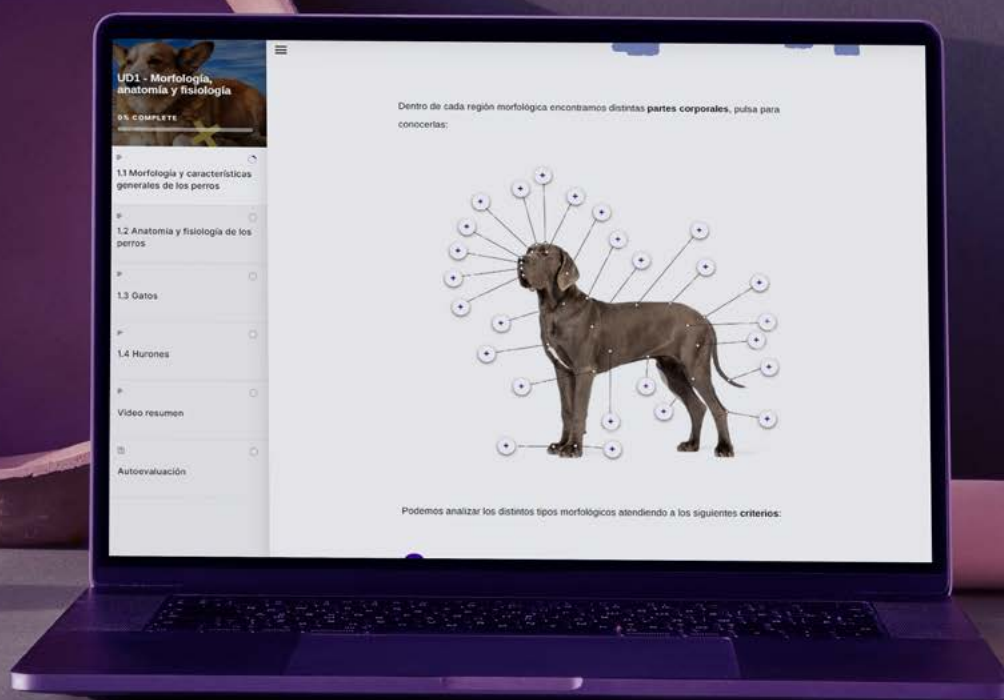 UD1 - Morfología,
anatomía y fisiología
0% COMPLETE
1.1 Morfología y características
generales de los perros
1.2 Anatomía y fisiología de los
perros
1.3 Gatos
1.4 Hurones
Vídeo resumen
Autoevaluación
Dentro de cada región morfológica encontramos distintas partes corporales, pulsa para
conocerlas:
Podemos analizar los distintos tipos morfológicos atendiendo a los siguientes criterios: